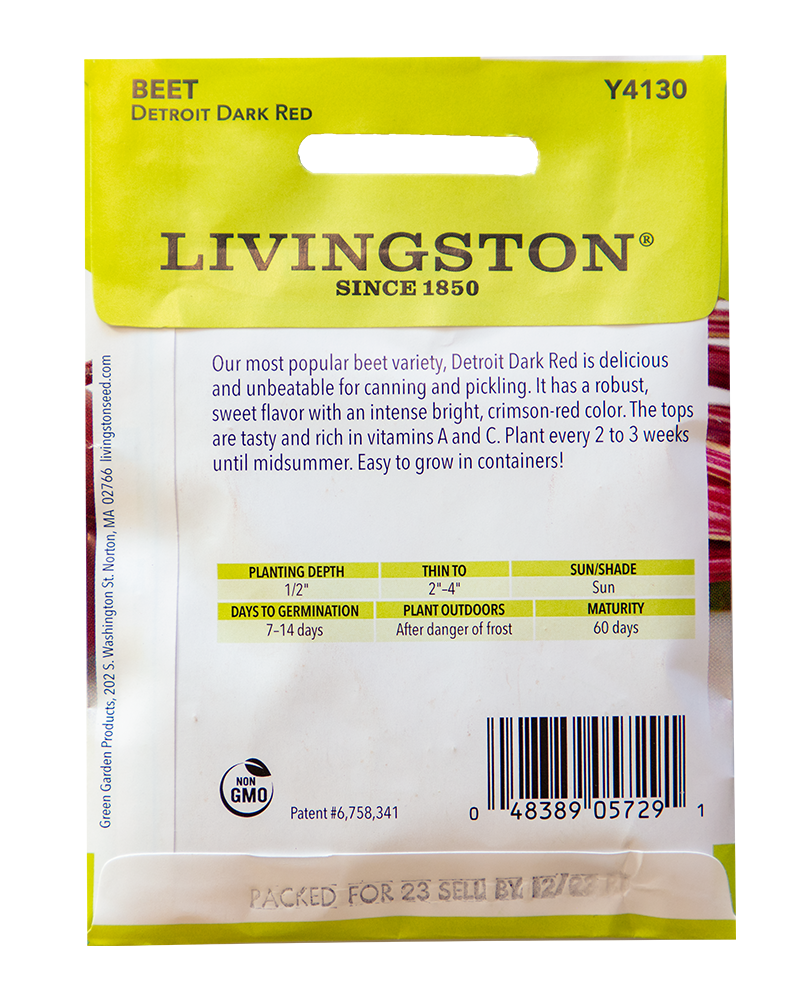 BEET
Y4130
DETROIT DARK RED
LIVINGSTON®
SINCE 1850
Our most popular beet variety, Detroit Dark Red is delicious
and unbeatable for canning and pickling. It has a robust,
sweet flavor with an intense bright, crimson-red color. The tops
are tasty and rich in vitamins A and C. Plant every 2 to 3 weeks
until midsummer. Easy to grow in containers!
PLANTING DEPTH THIN TO SUN/SHADE
1/2" 2"–4" Sun
DAYS TO GERMINATION PLANT OUTDOORS MATURITY
7–14 days After danger of frost 60 days
Green Garden Products, 202 S. Washington St. Norton, MA 02766 livingstonseed.com
NON
GMO
Patent #6,758,341
0 48389 05729 1
PACKED FOR 23 SELL BY 12/23